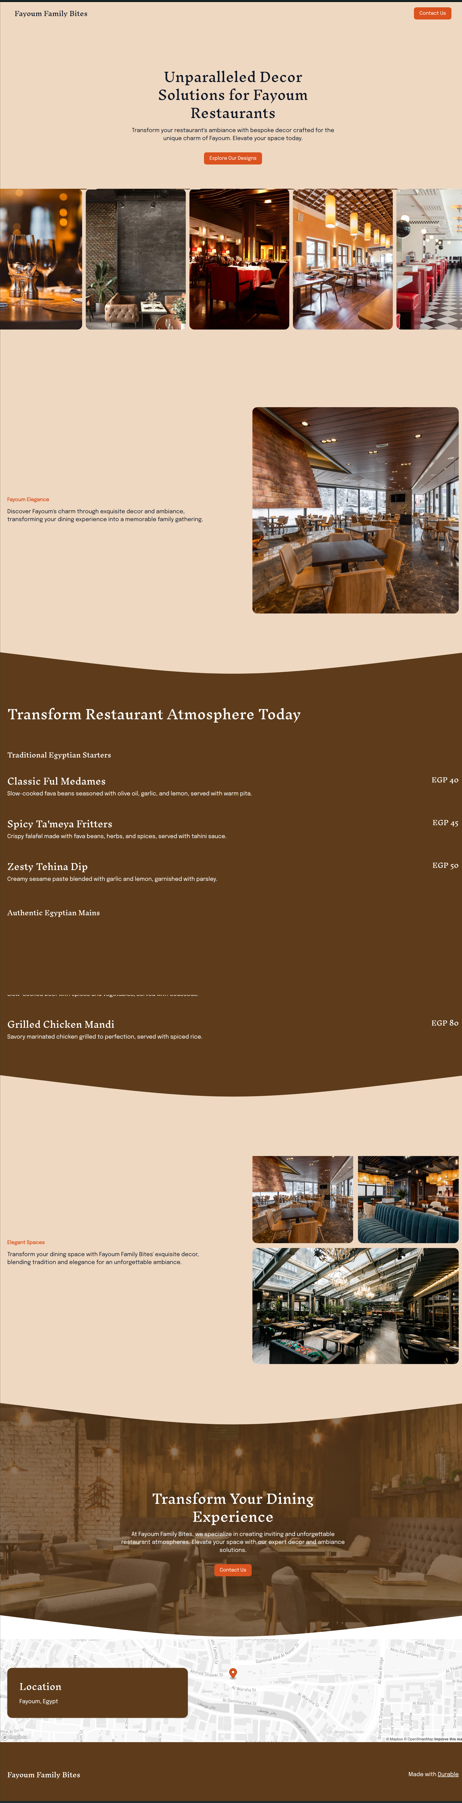 Fayoum Family Bites
Contact Us
Unparalleled Decor
Solutions for Fayoum
Restaurants
Transform your restaurant's ambiance with bespoke decor crafted for the
unique charm of Fayoum. Elevate your space today.
Explore Our Designs
Fayoum Elegance
Discover Fayoum's charm through exquisite decor and ambiance,
transforming your dining experience into a memorable family gathering.
Transform Restaurant Atmosphere Today
Traditional Egyptian Starters
Classic Ful Medames
EGP 40
Slow-cooked fava beans seasoned with olive oil, garlic, and lemon, served with warm pita.
Spicy Ta'meya Fritters
EGP 45
Crispy falafel made with fava beans, herbs, and spices, served with tahini sauce.
Zesty Tehina Dip
EGP 50
Creamy sesame paste blended with garlic and lemon, garnished with parsley.
Authentic Egyptian Mains
Grilled Chicken Mandi
EGP 80
Savory marinated chicken grilled to perfection, served with spiced rice.
Elegant Spaces
Transform your dining space with Fayoum Family Bites' exquisite decor,
blending tradition and elegance for an unforgettable ambiance.
Transform Your Dining
Experience
At Fayoum Family Bites, we specialize in creating inviting and unforgettable
restaurant atmospheres. Elevate your space with our expert decor and ambiance
solutions.
Contact Us
Location
Fayoum, Egypt
© Mapbox © OpenStreetMap Improve this ma
Fayoum Family Bites
Made with Durable